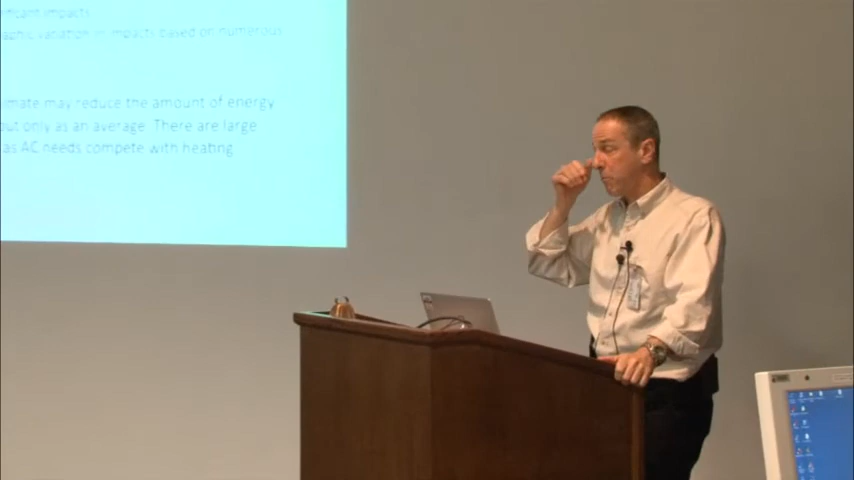 nificant impacts
aphic variation in impacts based on numerous
limate may reduce the amount of energy
but only as an average. There are large
as AC needs compete with heating